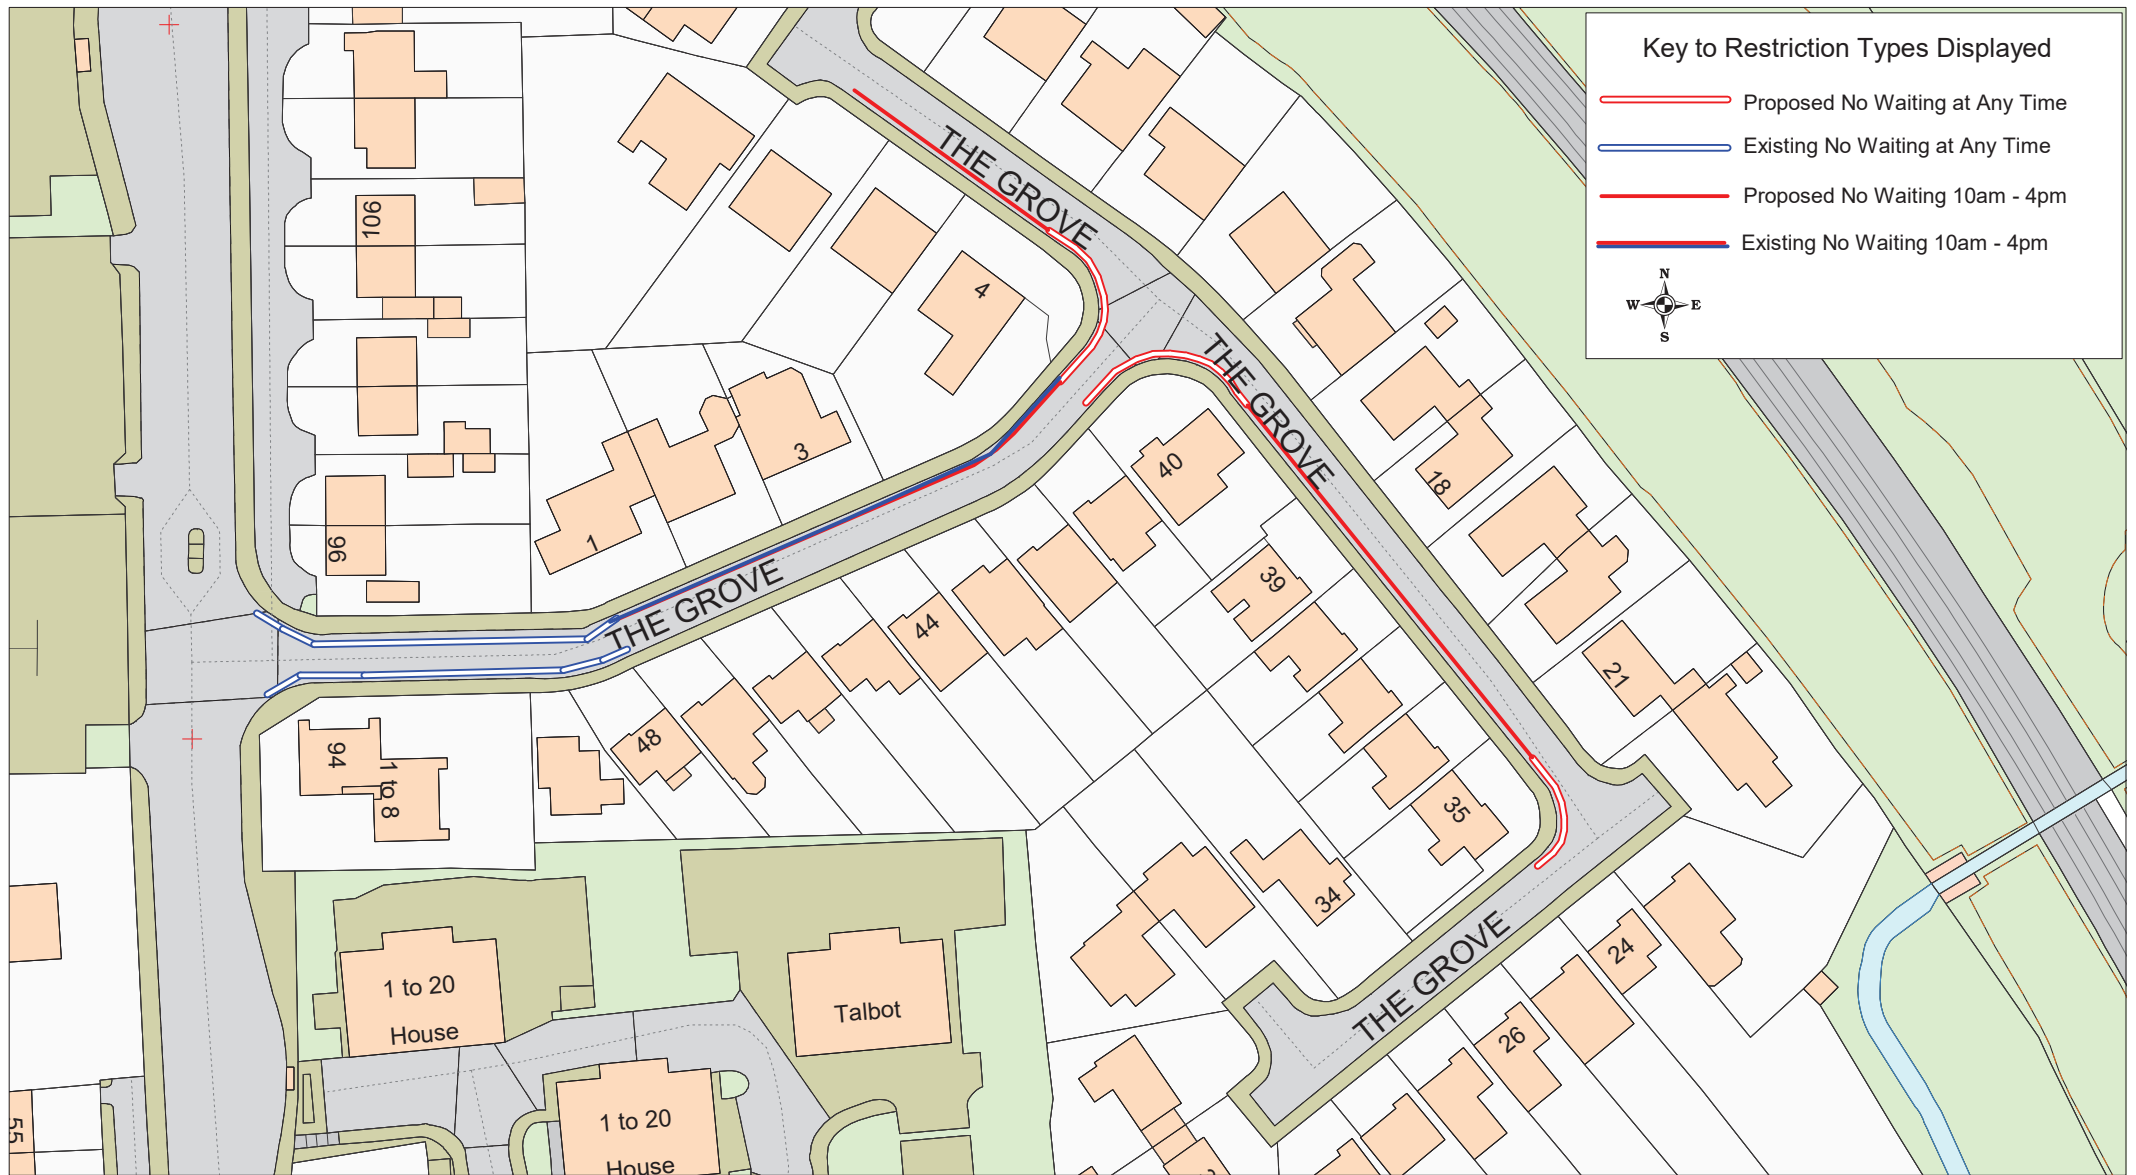 Key to Restriction Types Displayed
Proposed No Waiting at Any Time
Existing No Waiting at Any Time
Proposed No Waiting 10am - 4pm
Existing No Waiting 10am - 4pm
N
W E
S
THE GROVE
106
4
THE GROVE
3
40
18
96
1
39
THE GROVE
44
21
48
94
1 to 8
35
34
THE GROVE
24
26
1 to 20
House
Talbot
1 to 20
House
55